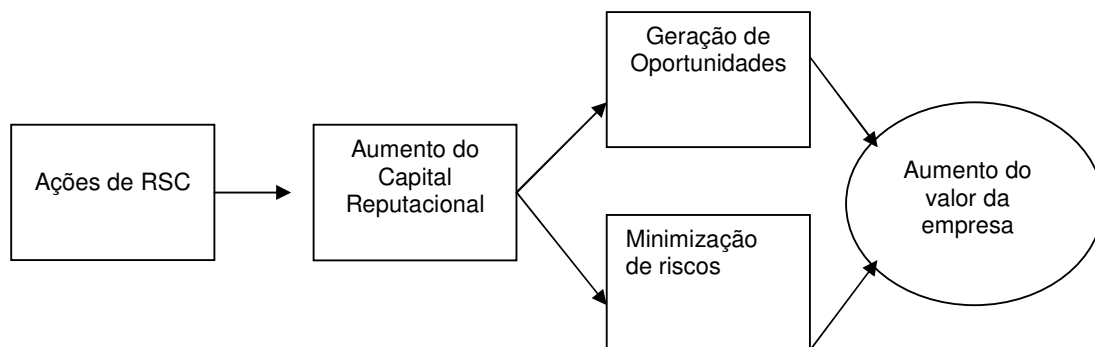 Ações de RSC
Aumento do
Capital
Reputacional
Geração de
Oportunidades
Minimização
de riscos
Aumento do
valor da
empresa